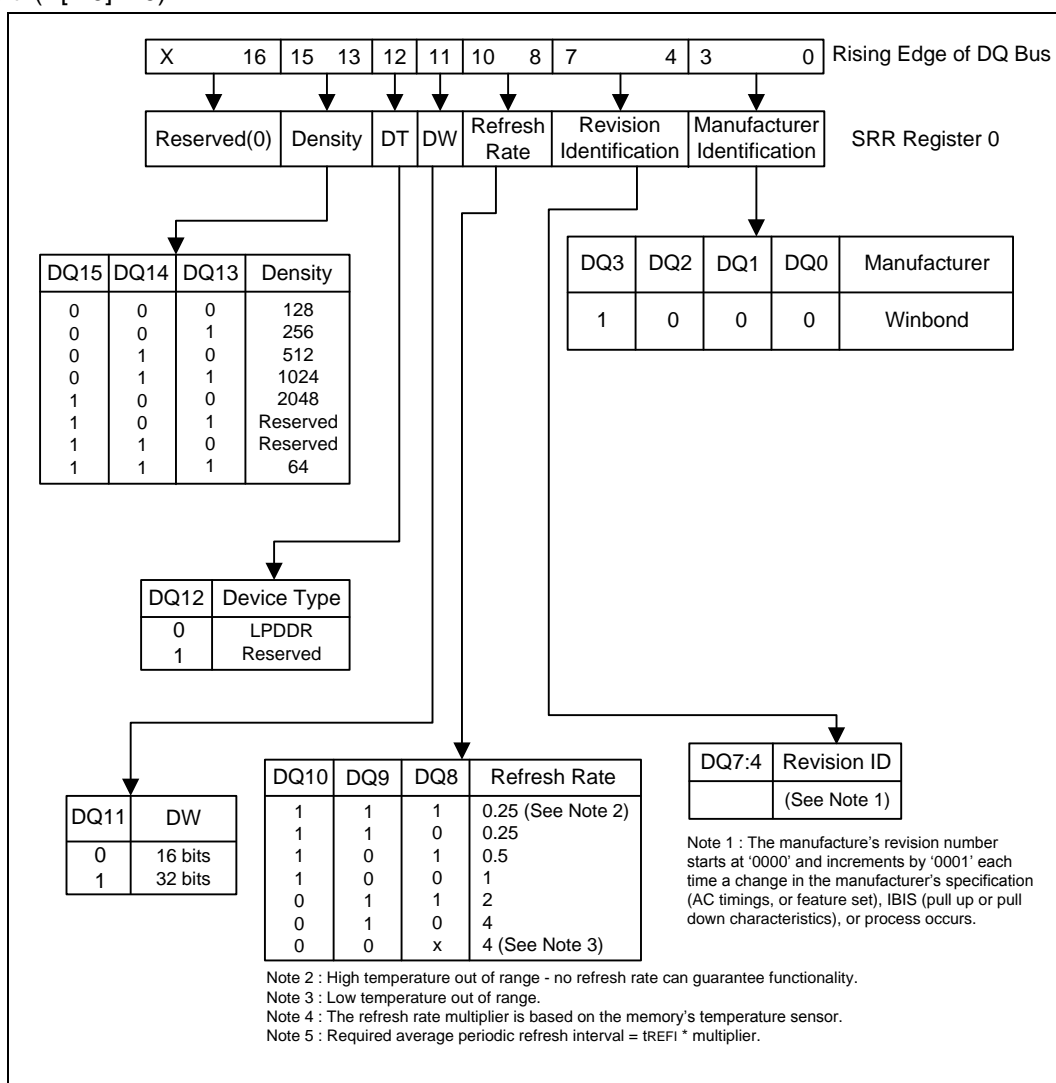 X 16 15 13 12 11 10 8 7 4 3 0 Rising Edge of DQ Bus
Reserved(0) Density DT DW Refresh Rate Revision Identification Manufacturer Identification SRR Register 0
DQ15 DQ14 DQ13 Density
0 0 0 128
0 0 1 256
0 1 0 512
0 1 1 1024
1 0 0 2048
1 0 1 Reserved
1 1 0 Reserved
1 1 1 64
DQ3 DQ2 DQ1 DQ0 Manufacturer
1 0 0 0 Winbond
DQ12 Device Type
0 LPDDR
1 Reserved
DQ11 DW
0 16 bits
1 32 bits
DQ10 DQ9 DQ8 Refresh Rate
1 1 1 0.25 (See Note 2)
1 1 0 0.25
1 0 1 0.5
1 0 0 1
0 1 1 2
0 1 0 4
0 0 x 4 (See Note 3)
DQ7:4 Revision ID
(See Note 1)
Note 1 : The manufacture's revision number
starts at '0000' and increments by '0001' each
time a change in the manufacturer's specification
(AC timings, or feature set), IBIS (pull up or pull
down characteristics), or process occurs.
Note 2 : High temperature out of range - no refresh rate can guarantee functionality.
Note 3 : Low temperature out of range.
Note 4 : The refresh rate multiplier is based on the memory's temperature sensor.
Note 5 : Required average periodic refresh interval = tREFI * multiplier.